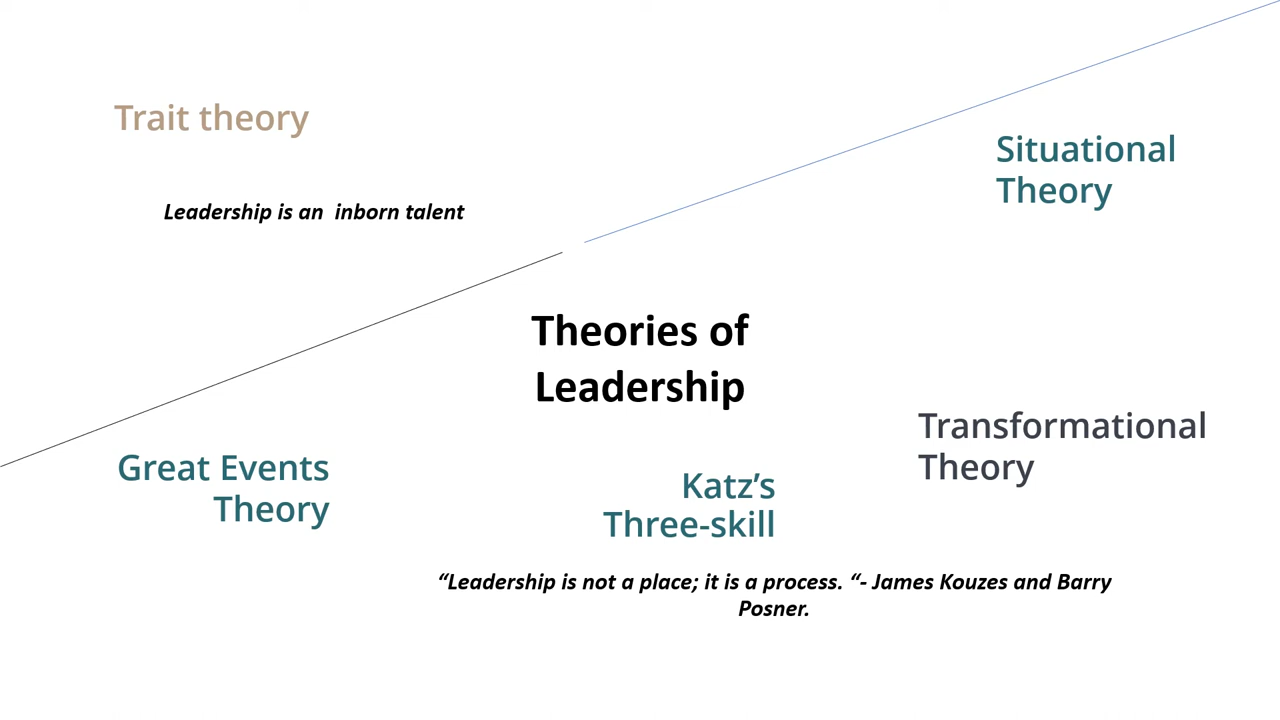 Trait theory
Situational
Theory
Leadership is an  inborn talent
Theories of
Leadership
Transformational
Theory
Great Events
Theory
Katz’s
Three-skill
“Leadership is not a place; it is a process. “- James Kouzes and Barry
Posner.